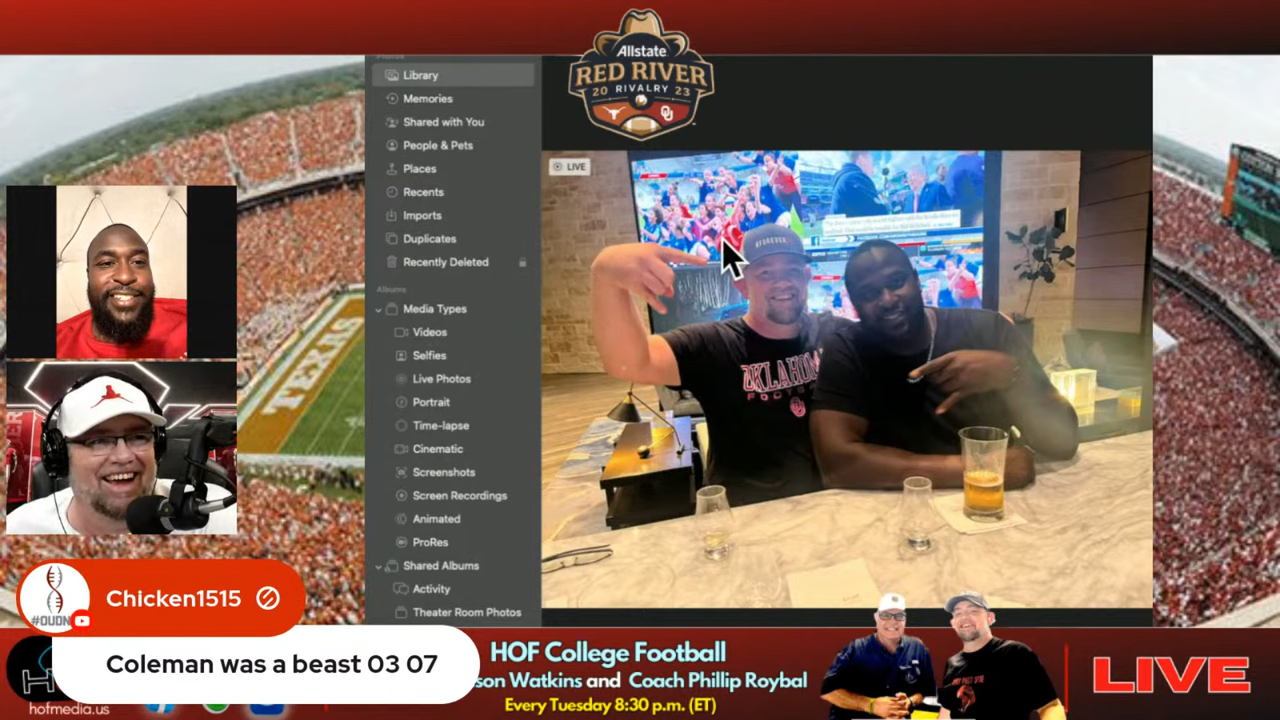 Allstate
RED RIVER
20 RIVALRY 23
Library
Memories
Shared with You
People & Pets
Places
Recents
Imports
Duplicates
Recently Deleted
Albums
Media Types
Videos
Selfies
Live Photos
Portrait
Time-lapse
Cinematic
Screenshots
Screen Recordings
Animated
ProRes
Shared Albums
Activity
Theater Room Photos
LIVE
OKLAHOMA
TEXAS
#OUDN
Chicken1515
Coleman was a beast 03 07
hofmedia.us
HOF College Football
son Watkins and Coach Phillip Roybal
Every Tuesday 8:30 p.m. (ET)
LIVE